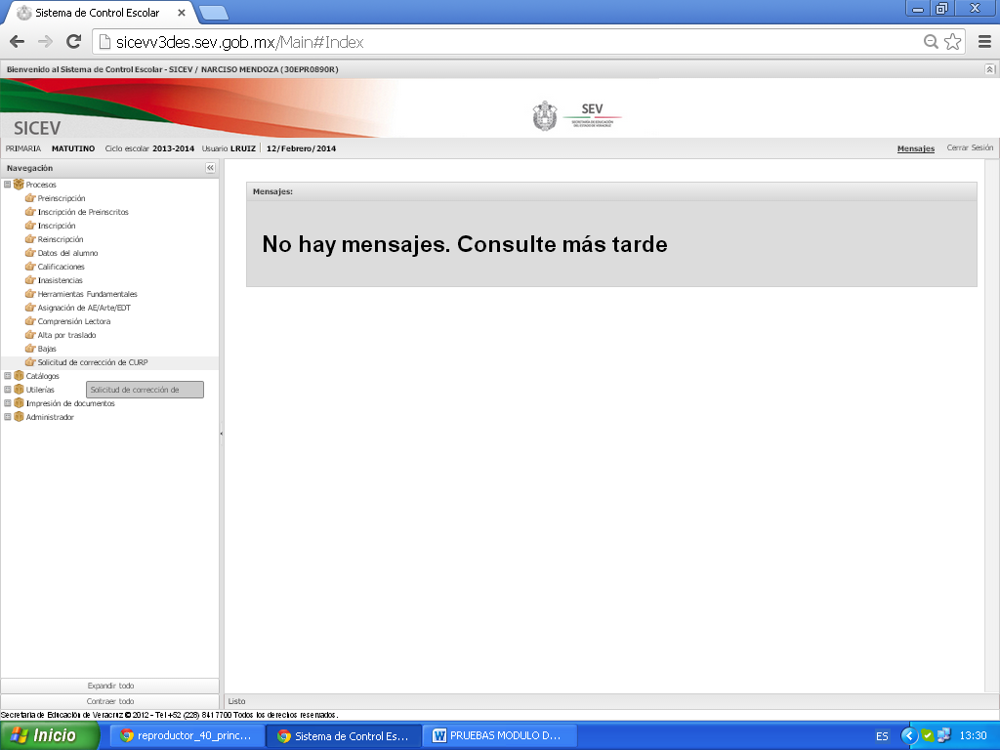 Sistema de Control Escolar
sicevv3des.sev.gob.mx/Main#Index
Bienvenido al Sistema de Control Escolar - SICEV / NARCISO MENDOZA (30EPR0890R)
SICEV
SEV
SECRETARÍA DE EDUCACIÓN
DEL ESTADO DE VERACRUZ
PRIMARIA MATUTINO Ciclo escolar 2013-2014 Usuario LRUIZ 12/Febrero/2014 Mensajes Cerrar Sesión
Navegación
Procesos
Preinscripción
Inscripción de Preinscritos
Inscripción
Reinscripción
Datos del alumno
Calificaciones
Inasistencias
Herramientas Fundamentales
Asignación de AE/Arte/EDT
Comprensión Lectora
Alta por traslado
Bajas
Solicitud de corrección de CURP
Catálogos
Utilerías
Solicitud de corrección de
Impresión de documentos
Administrador
Mensajes:
No hay mensajes. Consulte más tarde
Expandir todo
Contraer todo
Listo
Secretaría de Educación de Veracruz © 2012 - Tel +52 (228) 841 7700 Todos los derechos reservados.
Inicio
reproductor_40_princ...
Sistema de Control Es...
PRUEBAS MODULO D...
ES
13:30